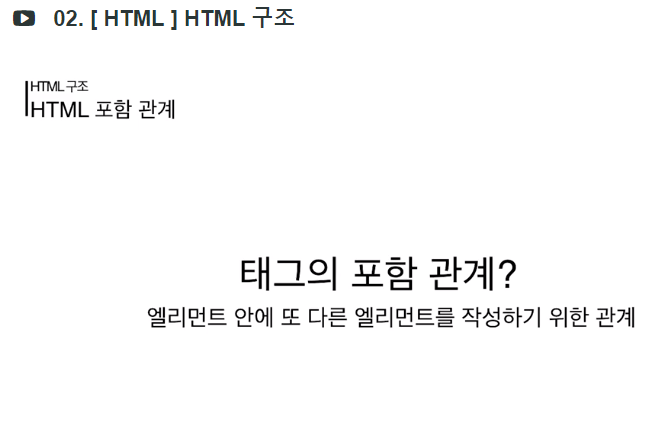 02. [ HTML ] HTML 구조
HTML 구조
HTML 포함 관계
태그의 포함 관계?
엘리먼트 안에 또 다른 엘리먼트를 작성하기 위한 관계